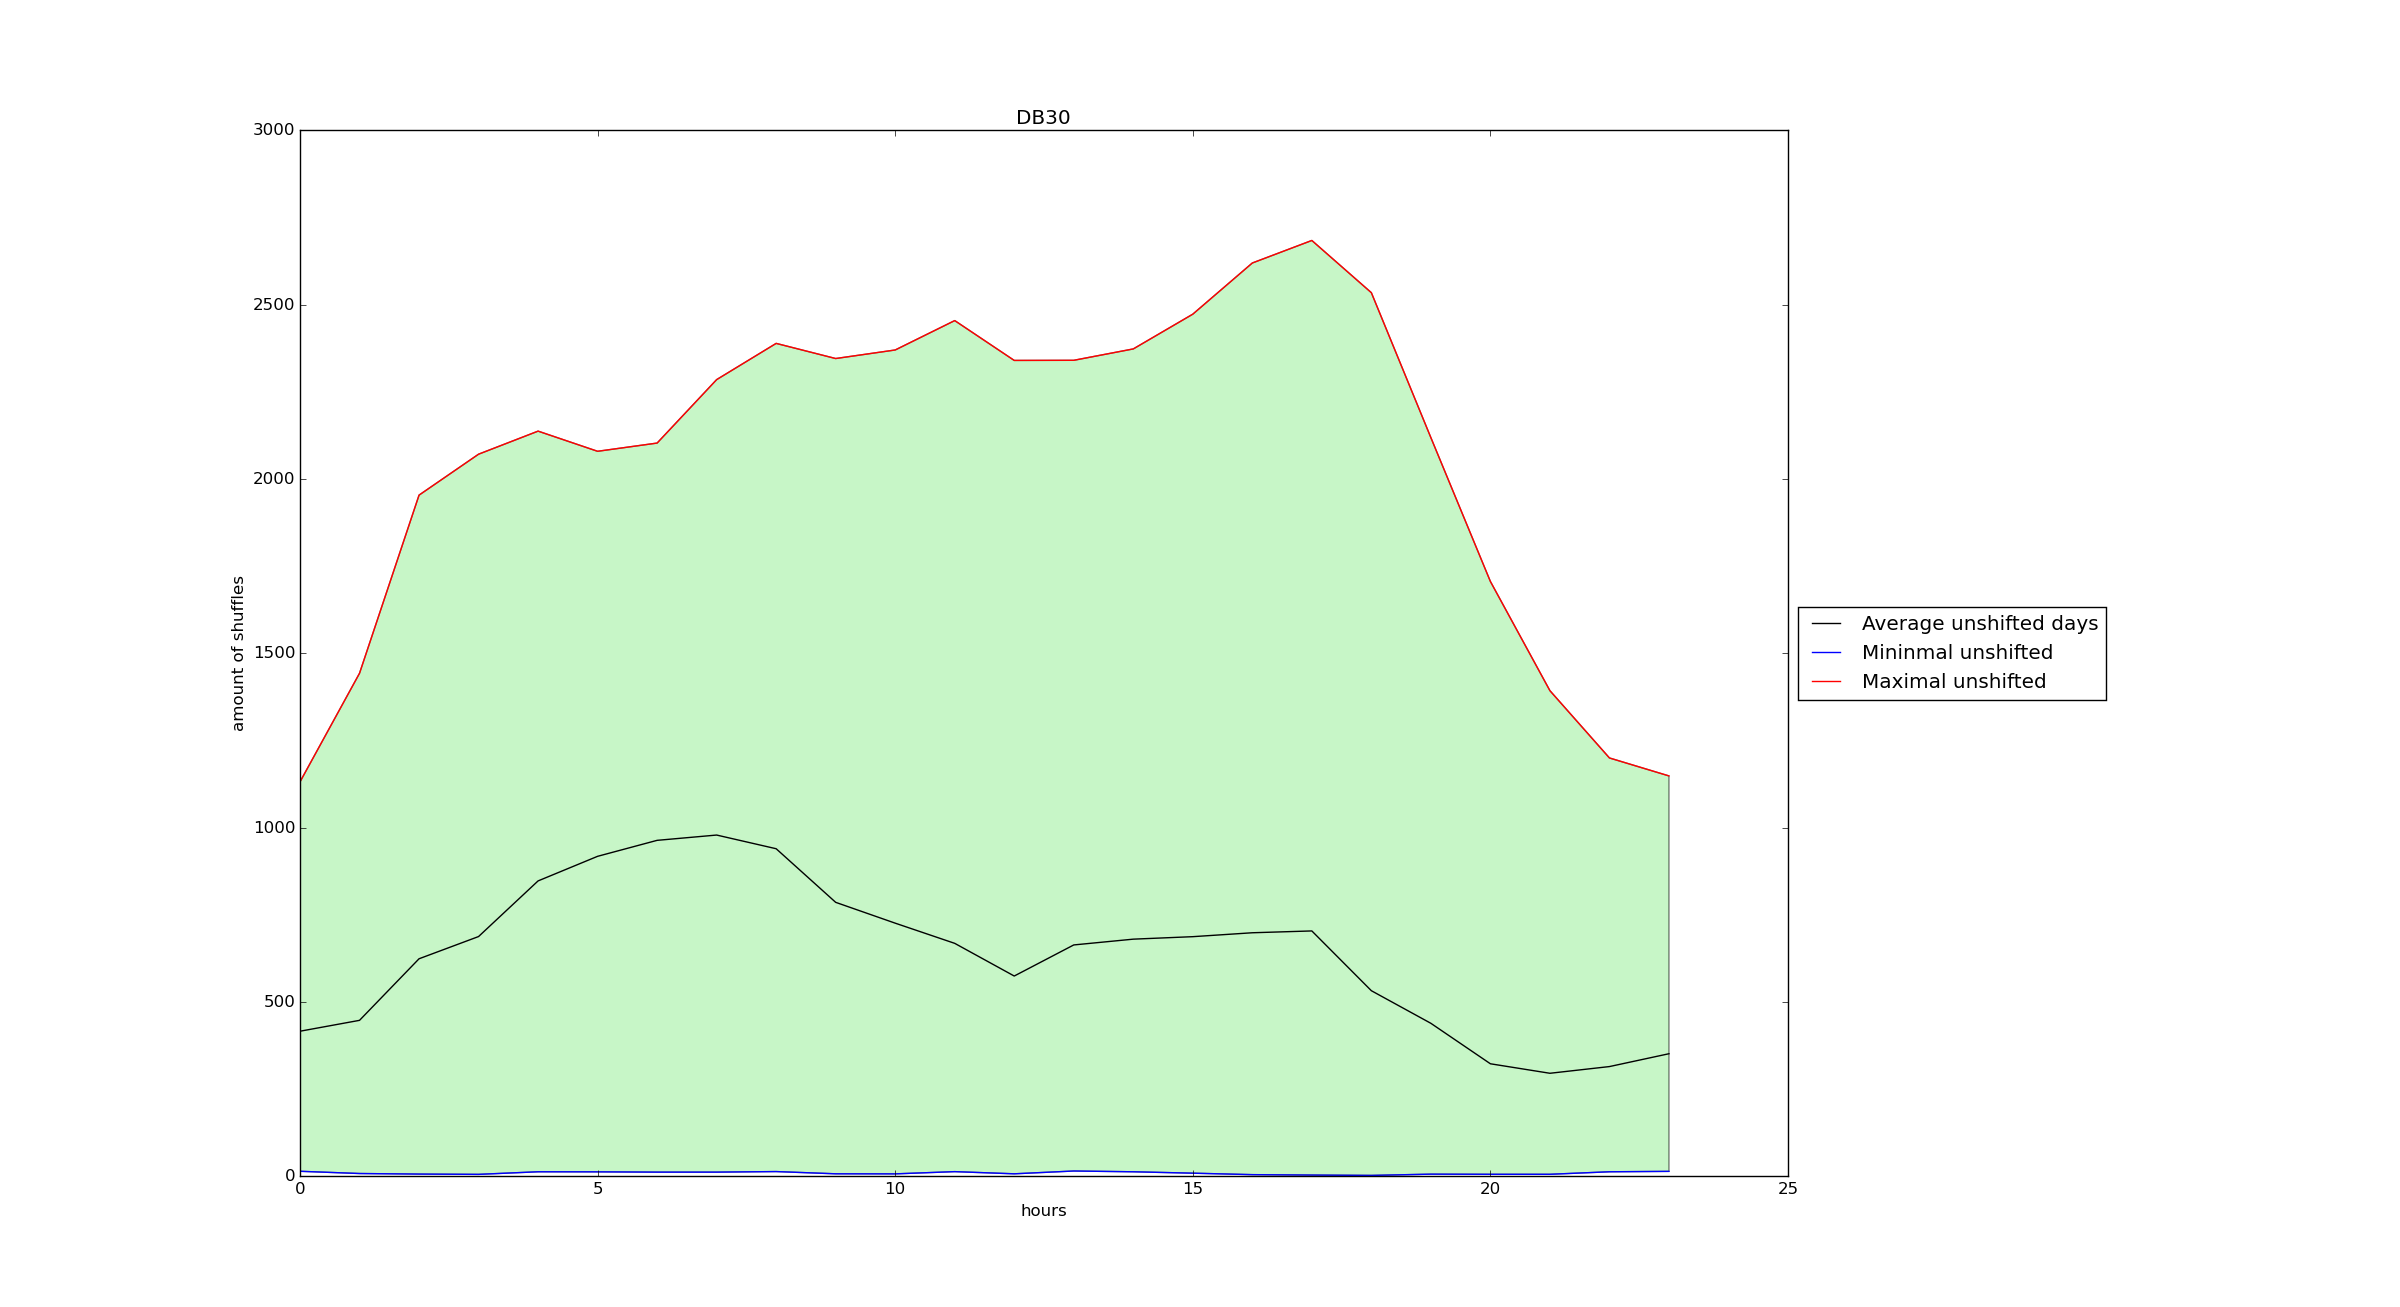 DB30
3000
2500
2000
1500
1000
500
0
amount of shuffles
0 5 10 15 20 25
hours
Average unshifted days
Mininmal unshifted
Maximal unshifted